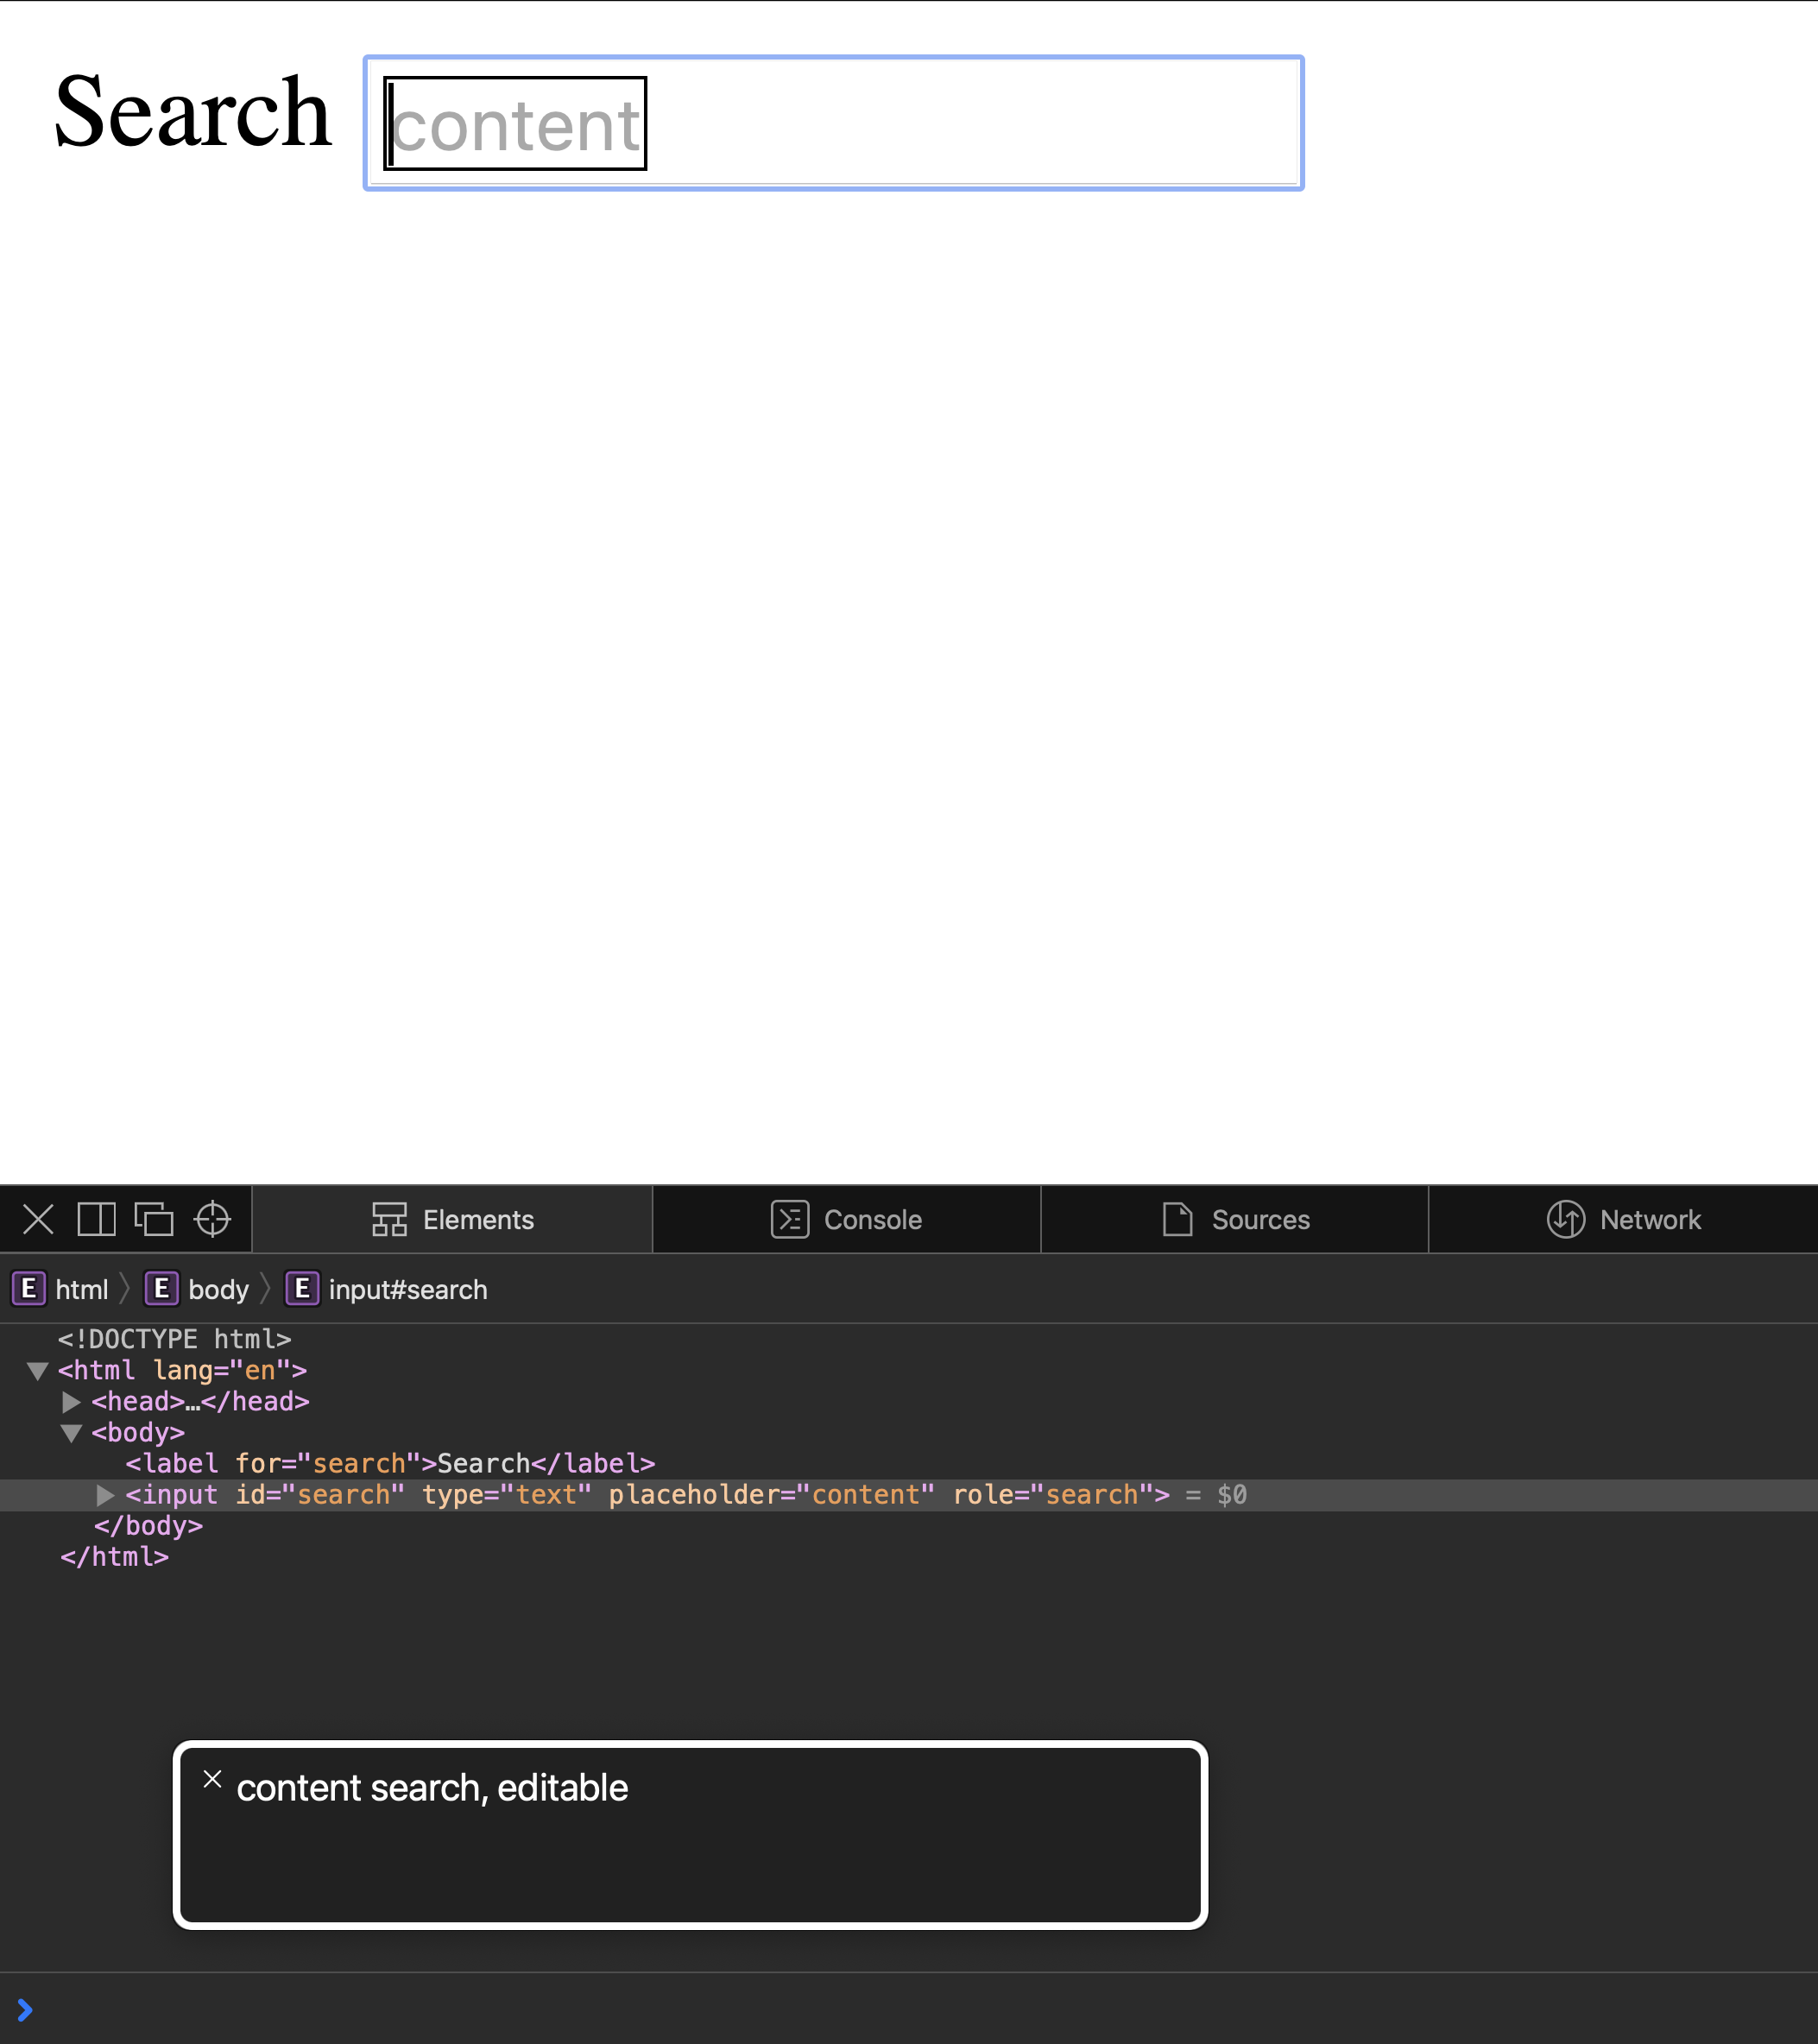 Search content
Elements Console Sources Network
E html E body E input#search
<!DOCTYPE html>
<html lang="en">
<head>…</head>
<body>
<label for="search">Search</label>
<input id="search" type="text" placeholder="content" role="search"> = $0
</body>
</html>
content search, editable